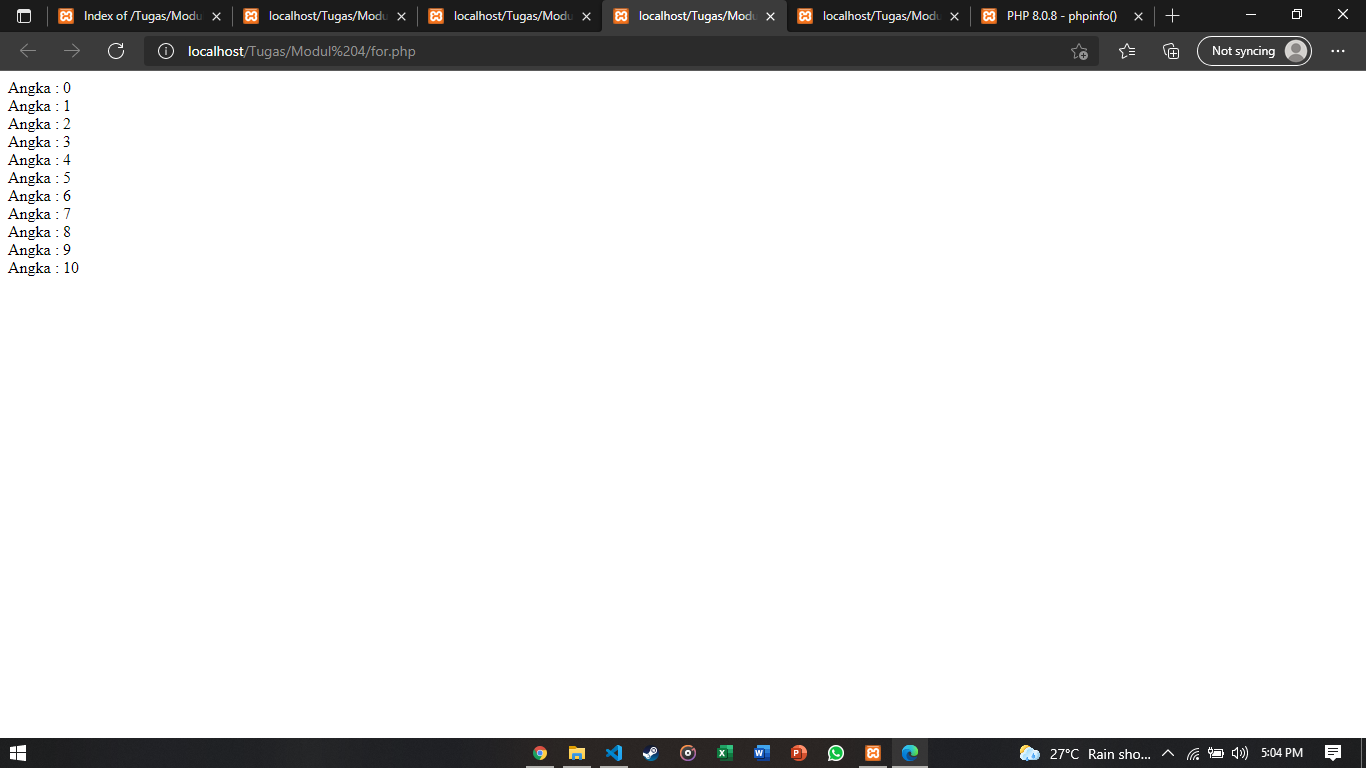 Index of /Tugas/Modu
localhost/Tugas/Modu
localhost/Tugas/Modu
localhost/Tugas/Modu
localhost/Tugas/Modu
PHP 8.0.8 - phpinfo()
localhost/Tugas/Modul%204/for.php
Not syncing
Angka : 0
Angka : 1
Angka : 2
Angka : 3
Angka : 4
Angka : 5
Angka : 6
Angka : 7
Angka : 8
Angka : 9
Angka : 10
27°C Rain sho...
5:04 PM